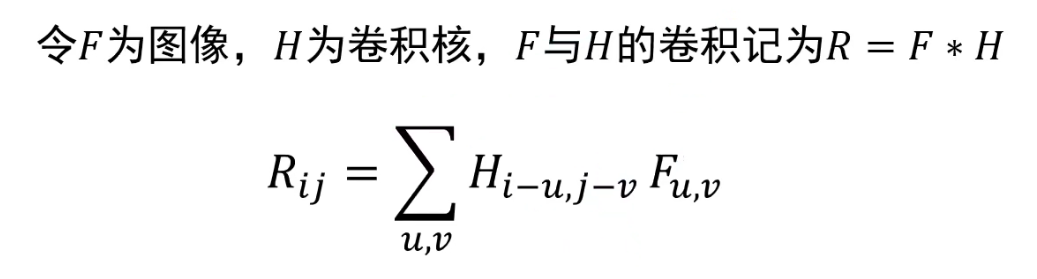 令F为图像，H为卷积核，F与H的卷积记为R = F ∗ H
R_{ij} = \sum_{u,v} H_{i-u,j-v} F_{u,v}